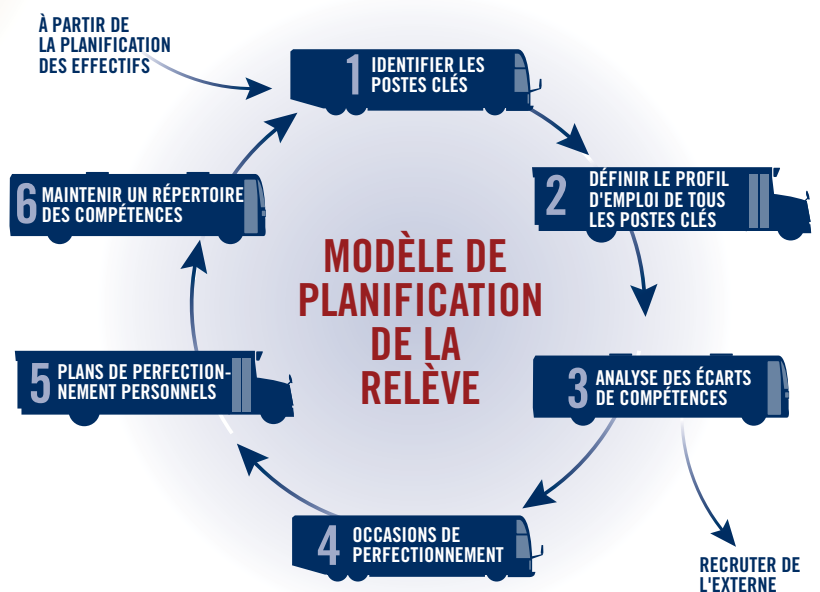 À PARTIR DE
LA PLANIFICATION
DES EFFECTIFS
1 IDENTIFIER LES
POSTES CLÉS
2 DÉFINIR LE PROFIL
D'EMPLOI DE TOUS
LES POSTES CLÉS
3 ANALYSE DES ÉCARTS
DE COMPÉTENCES
RECRUTER DE
L'EXTERNE
4 OCCASIONS DE
PERFECTIONNEMENT
5 PLANS DE PERFECTION-
NEMENT PERSONNELS
6 MAINTENIR UN RÉPERTOIRE
DES COMPÉTENCES
MODÈLE DE
PLANIFICATION
DE LA
RELÈVE